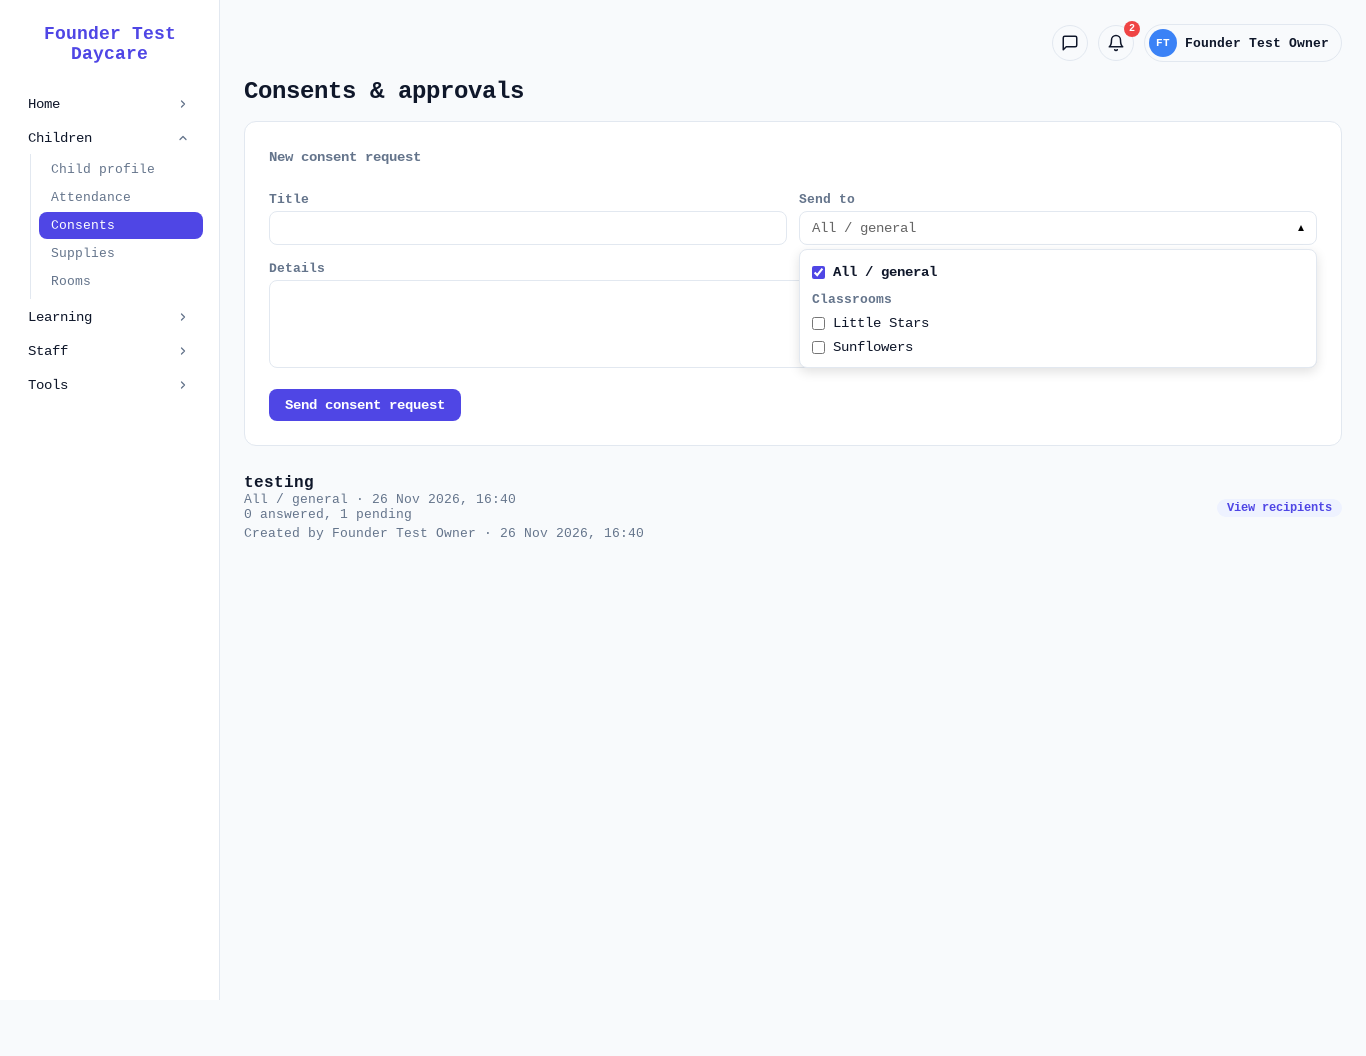 Founder Test
Daycare
Home
Children
Child profile
Attendance
Consents
Supplies
Rooms
Learning
Staff
Tools
2
FT
Founder Test Owner
Consents & approvals
New consent request
Title
Send to
All / general
Details
All / general
Classrooms
Little Stars
Sunflowers
Send consent request
testing
All / general · 26 Nov 2026, 16:40
0 answered, 1 pending
Created by Founder Test Owner · 26 Nov 2026, 16:40
View recipients